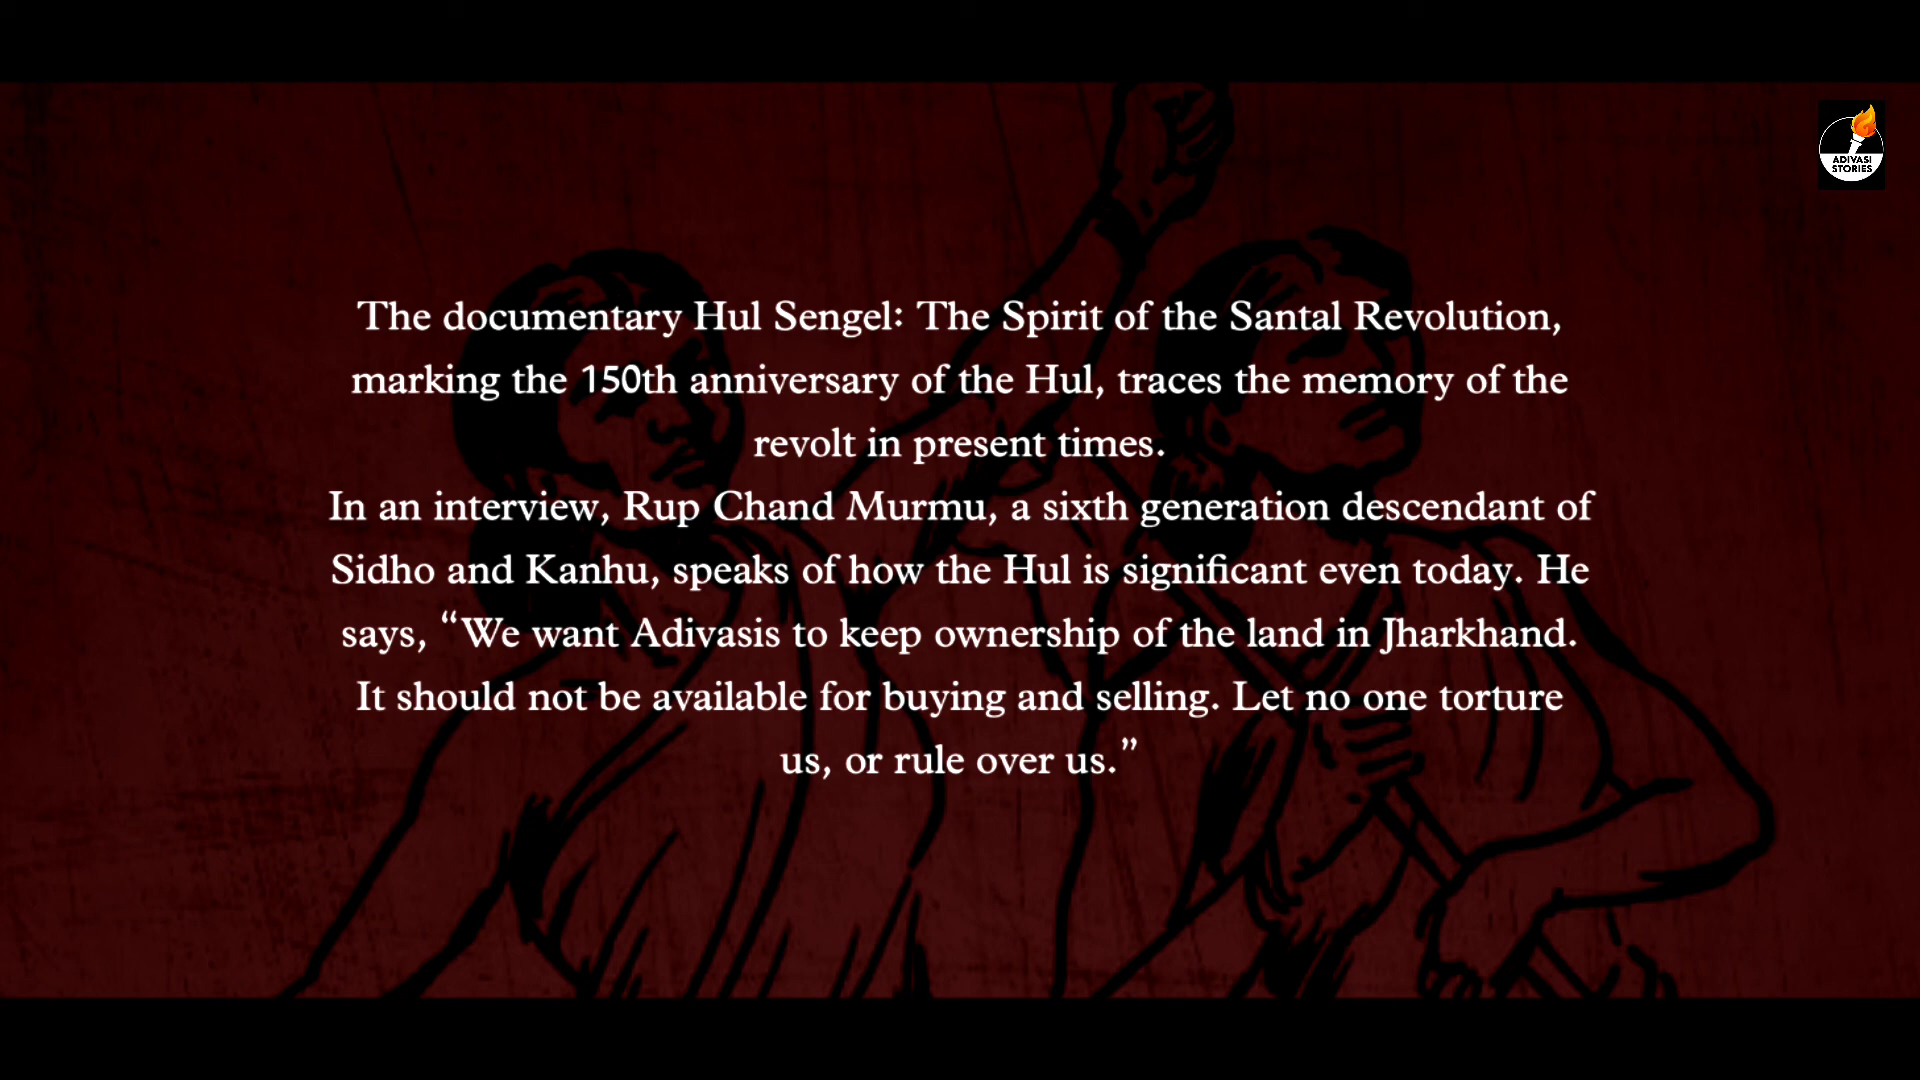 ADIVASI
STORIES
The documentary Hul Sengel: The Spirit of the Santal Revolution,
marking the 150th anniversary of the Hul, traces the memory of the
revolt in present times.
In an interview, Rup Chand Murmu, a sixth generation descendant of
Sidho and Kanhu, speaks of how the Hul is significant even today. He
says, “We want Adivasis to keep ownership of the land in Jharkhand.
It should not be available for buying and selling. Let no one torture
us, or rule over us.”